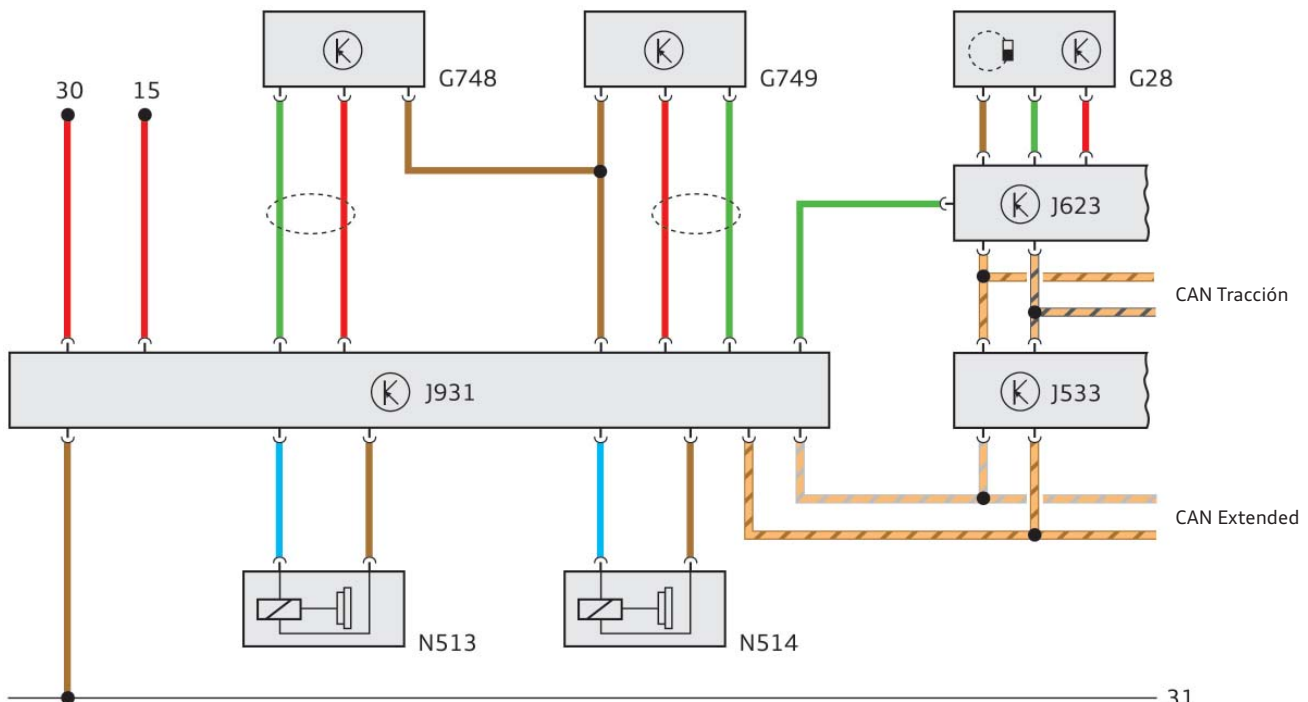 G748
G749
G28
30
15
J623
CAN Tracción
J931
J533
CAN Extended
N513
N514
31